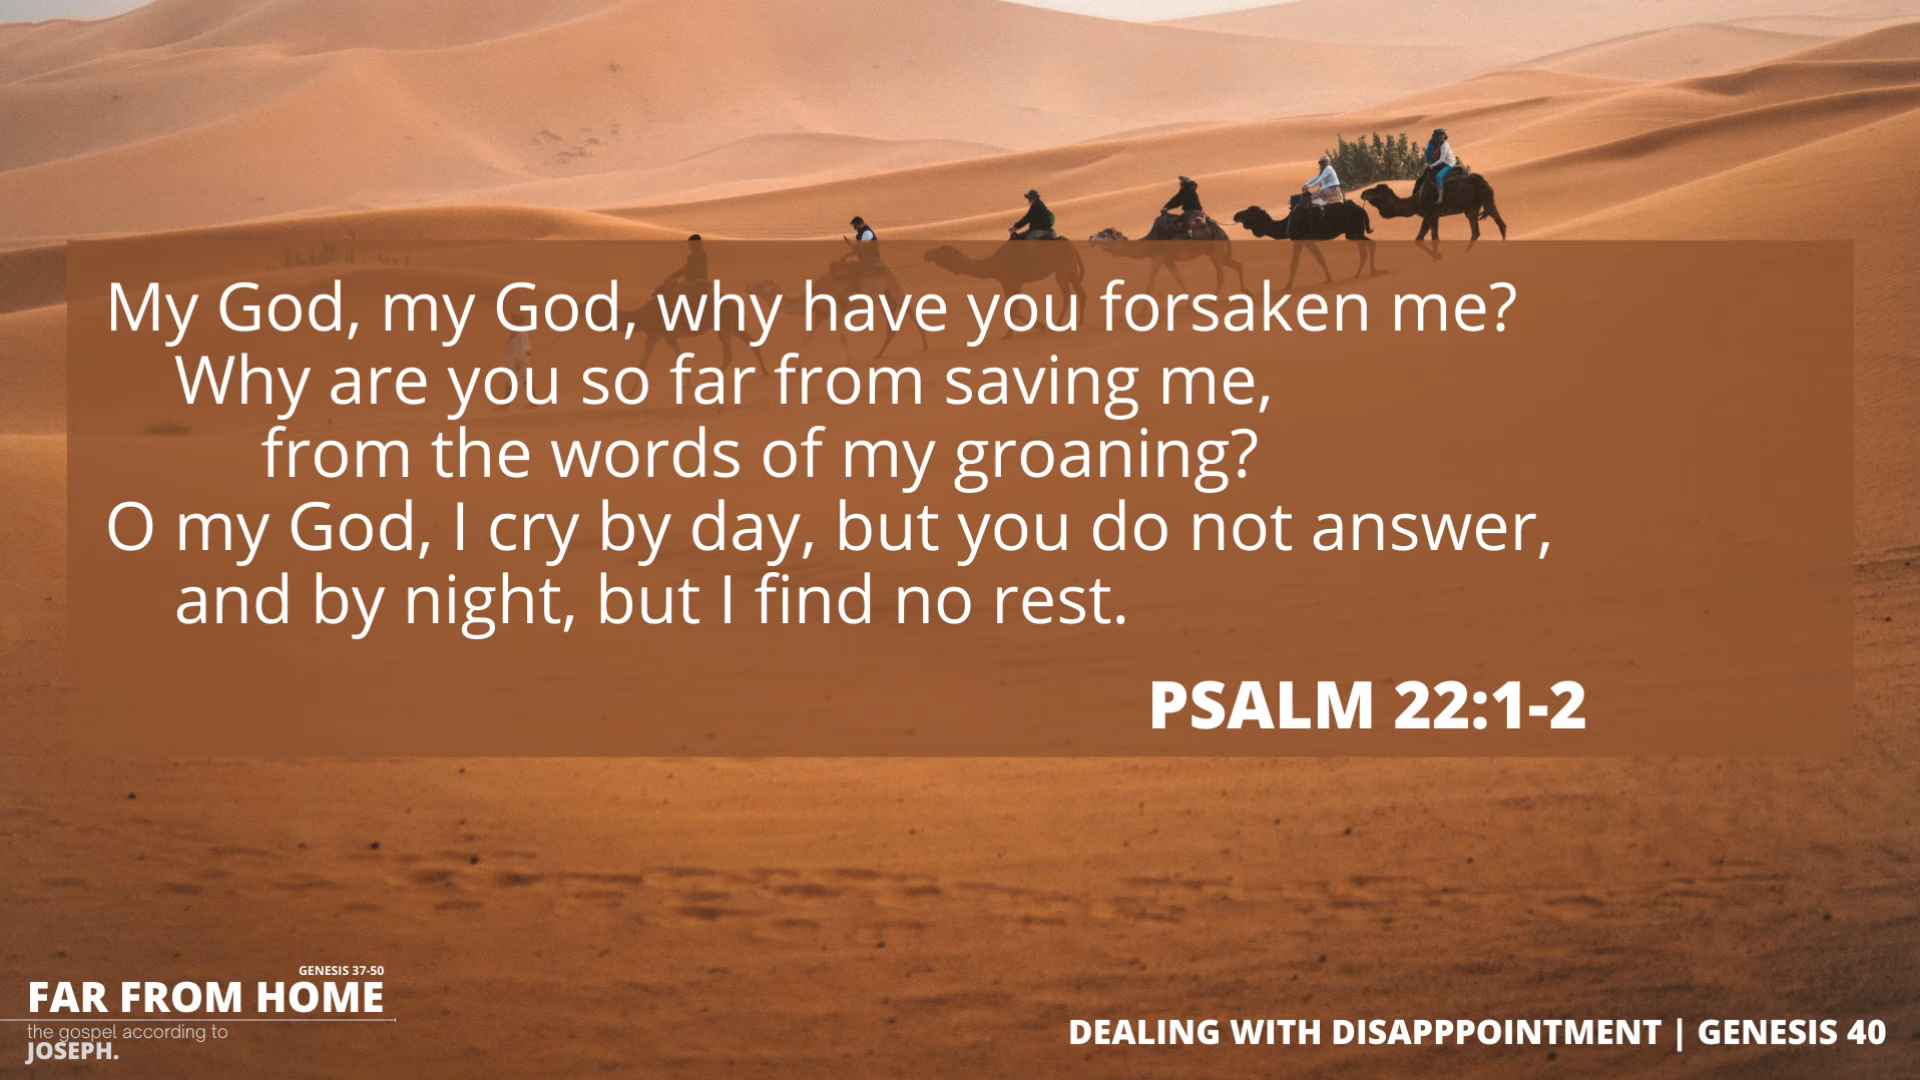 My God, my God, why have you forsaken me?
Why are you so far from saving me,
from the words of my groaning?
O my God, I cry by day, but you do not answer,
and by night, but I find no rest.
PSALM 22:1-2
GENESIS 37-50
FAR FROM HOME
the gospel according to
JOSEPH.
DEALING WITH DISAPPPOINTMENT | GENESIS 40